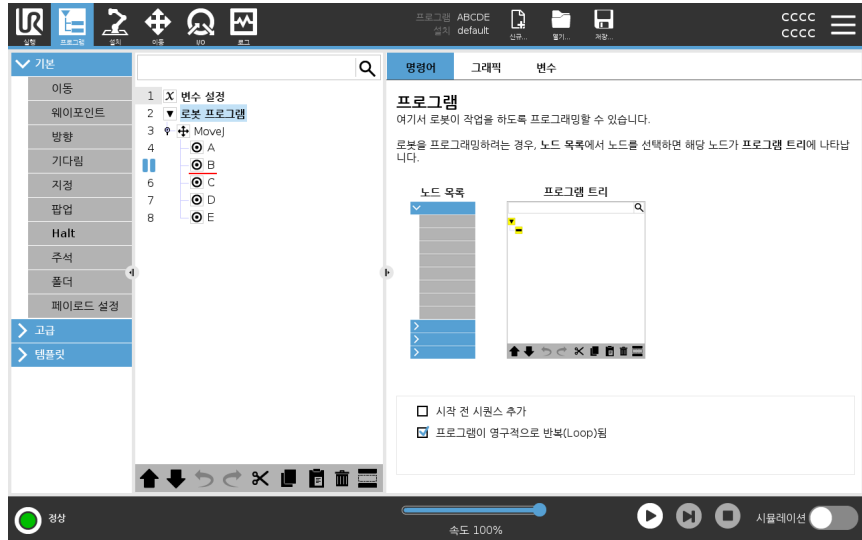 UR
실행
프로그램
설치
이동
I/O
로그
프로그램 ABCDE
설치 default
신규...
열기...
저장...
CCCC
CCCC
기본
이동
웨이포인트
방향
기다림
지정
팝업
Halt
주석
폴더
페이로드 설정
고급
템플릿
1 X 변수 설정
2 ▼ 로봇 프로그램
3 MoveJ
4 A
B
6 C
7 D
8 E
명령어 그래픽 변수
프로그램
여기서 로봇이 작업을 하도록 프로그래밍할 수 있습니다.
로봇을 프로그래밍하려는 경우, 노드 목록에서 노드를 선택하면 해당 노드가 프로그램 트리에 나타납
니다.
노드 목록
프로그램 트리
시작 전 시퀀스 추가
프로그램이 영구적으로 반복(Loop)됨
정상
속도 100%
시뮬레이션